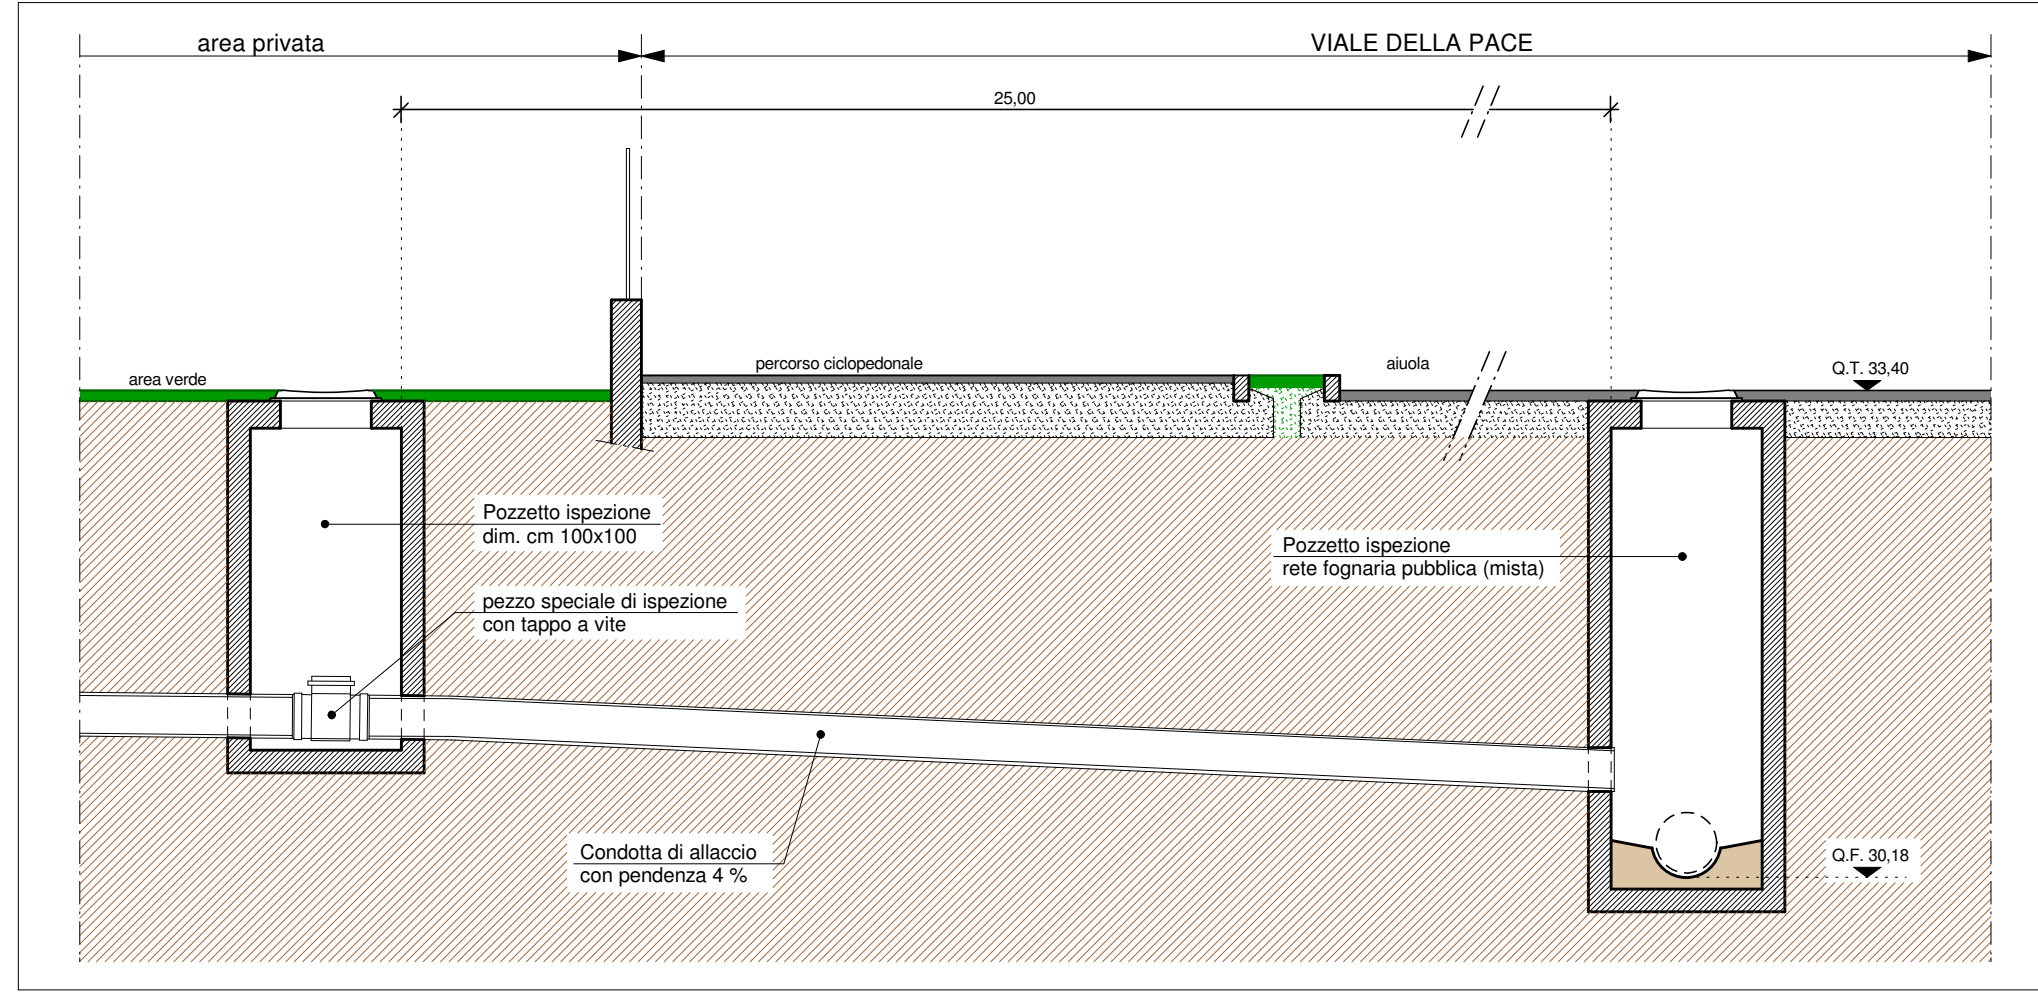 area privata
VIALE DELLA PACE
25,00
area verde
percorso ciclopedonale
aiuola
Q.T. 33,40
Pozzetto ispezione
dim. cm 100x100
Pozzetto ispezione
rete fognaria pubblica (mista)
pezzo speciale di ispezione
con tappo a vite
Condotta di allaccio
con pendenza 4 %
Q.F. 30,18